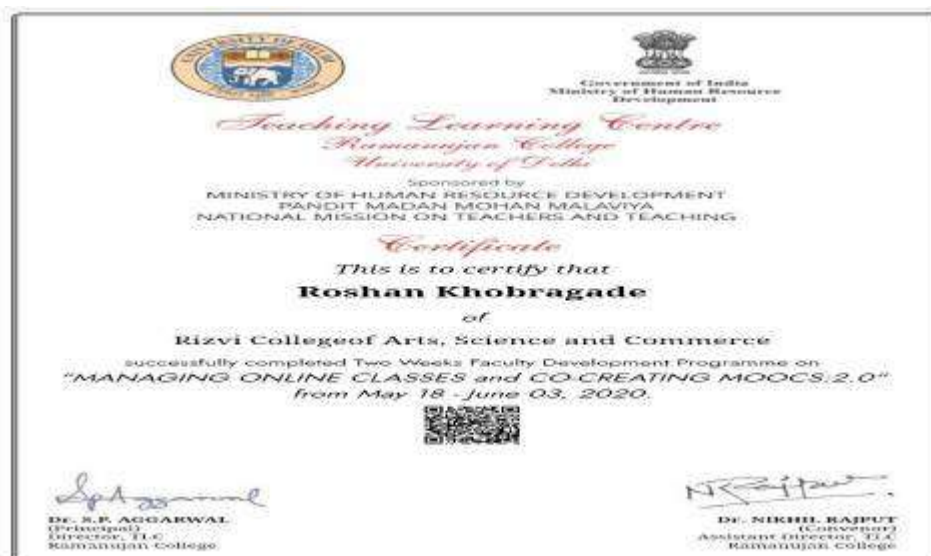 UNIVERSITY OF DELHI
Government of India
Ministry of Human Resource
Development
Teaching Learning Centre
Ramanujan College
University of Delhi
Sponsored by
MINISTRY OF HUMAN RESOURCE DEVELOPMENT
PANDIT MADAN MOHAN MALAVIYA
NATIONAL MISSION ON TEACHERS AND TEACHING
Certificate
This is to certify that
Roshan Khobragade
of
Rizvi Collegeof Arts, Science and Commerce
successfully completed Two Weeks Faculty Development Programme on
"MANAGING ONLINE CLASSES and CO-CREATING MOOCS:2.0"
from May 18 - June 03, 2020.
Dr. S.P. AGGARWAL
(Principal)
Director, TLC
Ramanujan College
Dr. NIKHIL RAJPUT
(Convenor)
Assistant Director, TLC
Ramanujan College